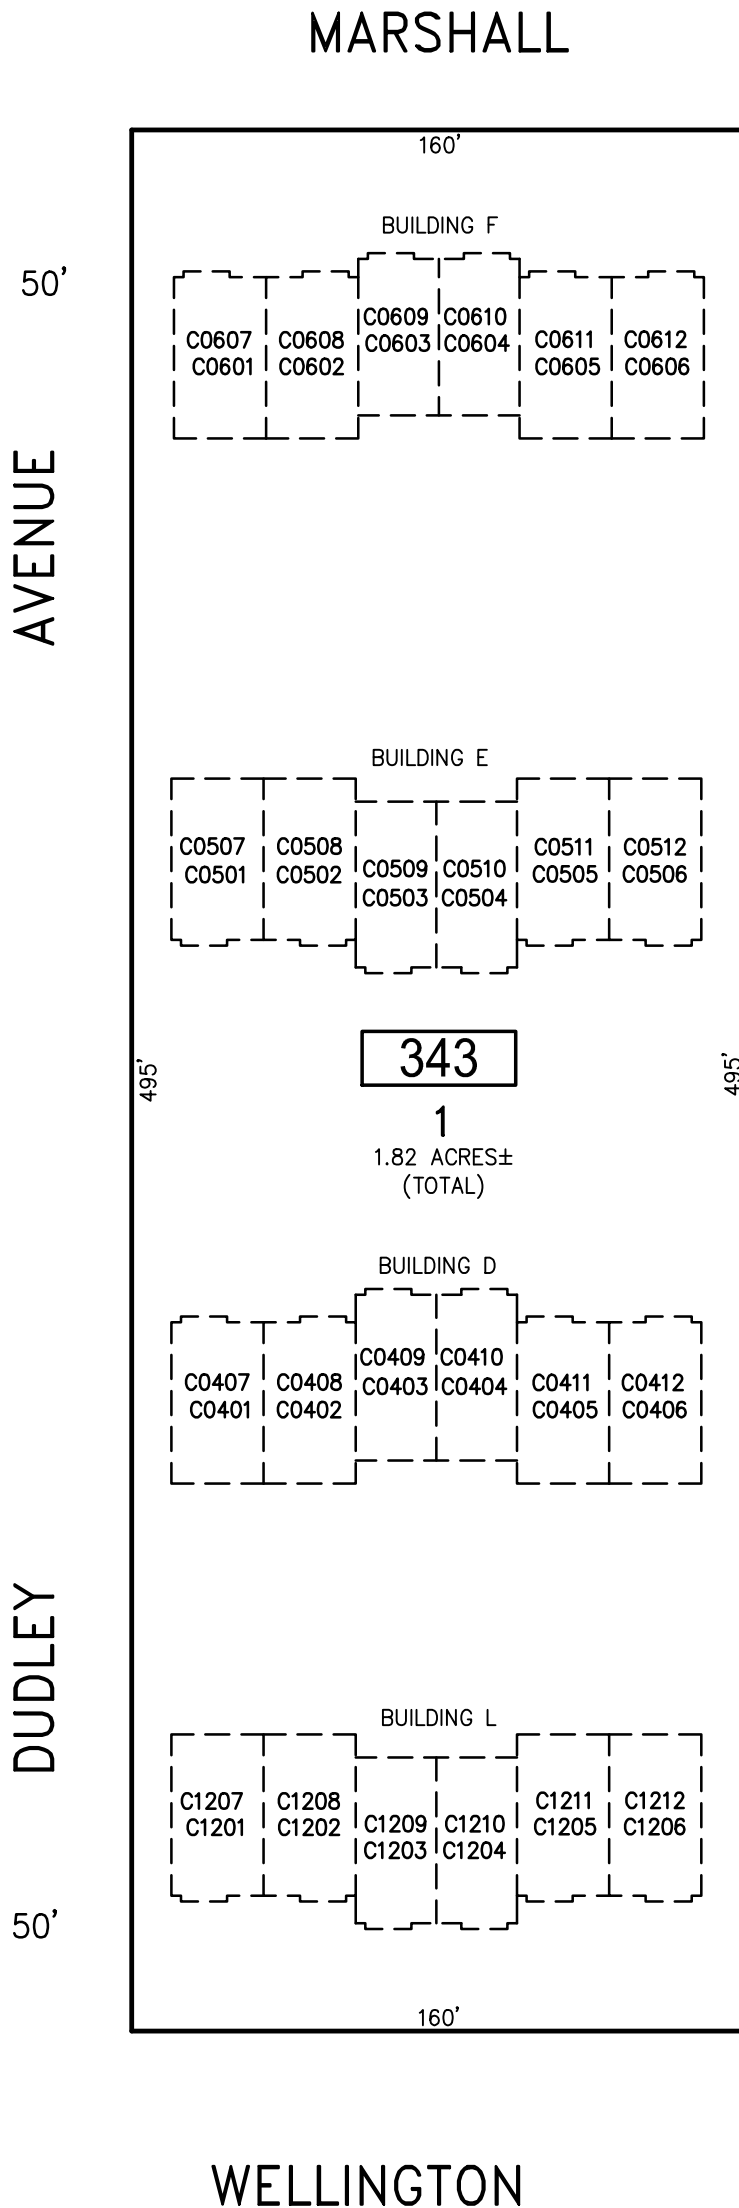 MARSHALL
160'
BUILDING F
50'
C0609 C0610
C0607 C0608 C0603 C0604 C0611 C0612
C0601 C0602 C0605 C0606
AVENUE
BUILDING E
C0507 C0508 C0511 C0512
C0501 C0502 C0509 C0510 C0505 C0506
C0503 C0504
343
495' 495'
1
1.82 ACRES±
(TOTAL)
BUILDING D
C0409 C0410
C0407 C0408 C0403 C0404 C0411 C0412
C0401 C0402 C0405 C0406
DUDLEY
BUILDING L
C1207 C1208 C1211 C1212
C1201 C1202 C1209 C1210 C1205 C1206
C1203 C1204
50'
160'
WELLINGTON